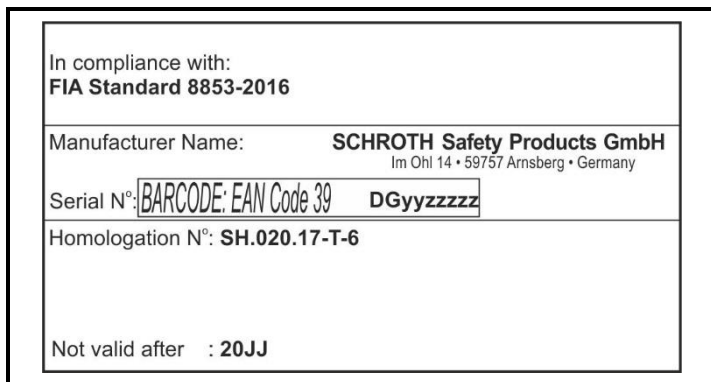 In compliance with:
FIA Standard 8853-2016
Manufacturer Name: SCHROTH Safety Products GmbH
Im Ohl 14 • 59757 Arnsberg • Germany
Serial N°: BARCODE: EAN Code 39 DGyyzzzzz
Homologation N°: SH.020.17-T-6
Not valid after : 20JJ